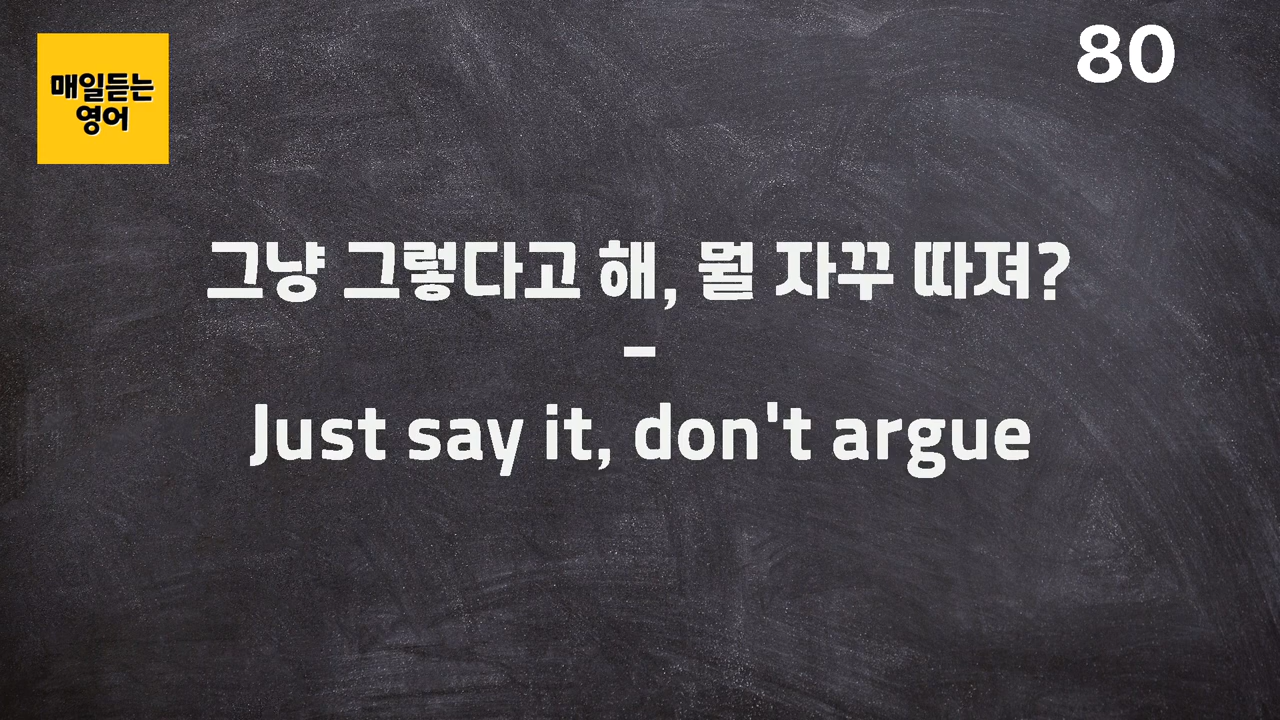 매일듣는
영어
80
그냥 그렇다고 해, 뭘 자꾸 따져?
-
Just say it, don't argue